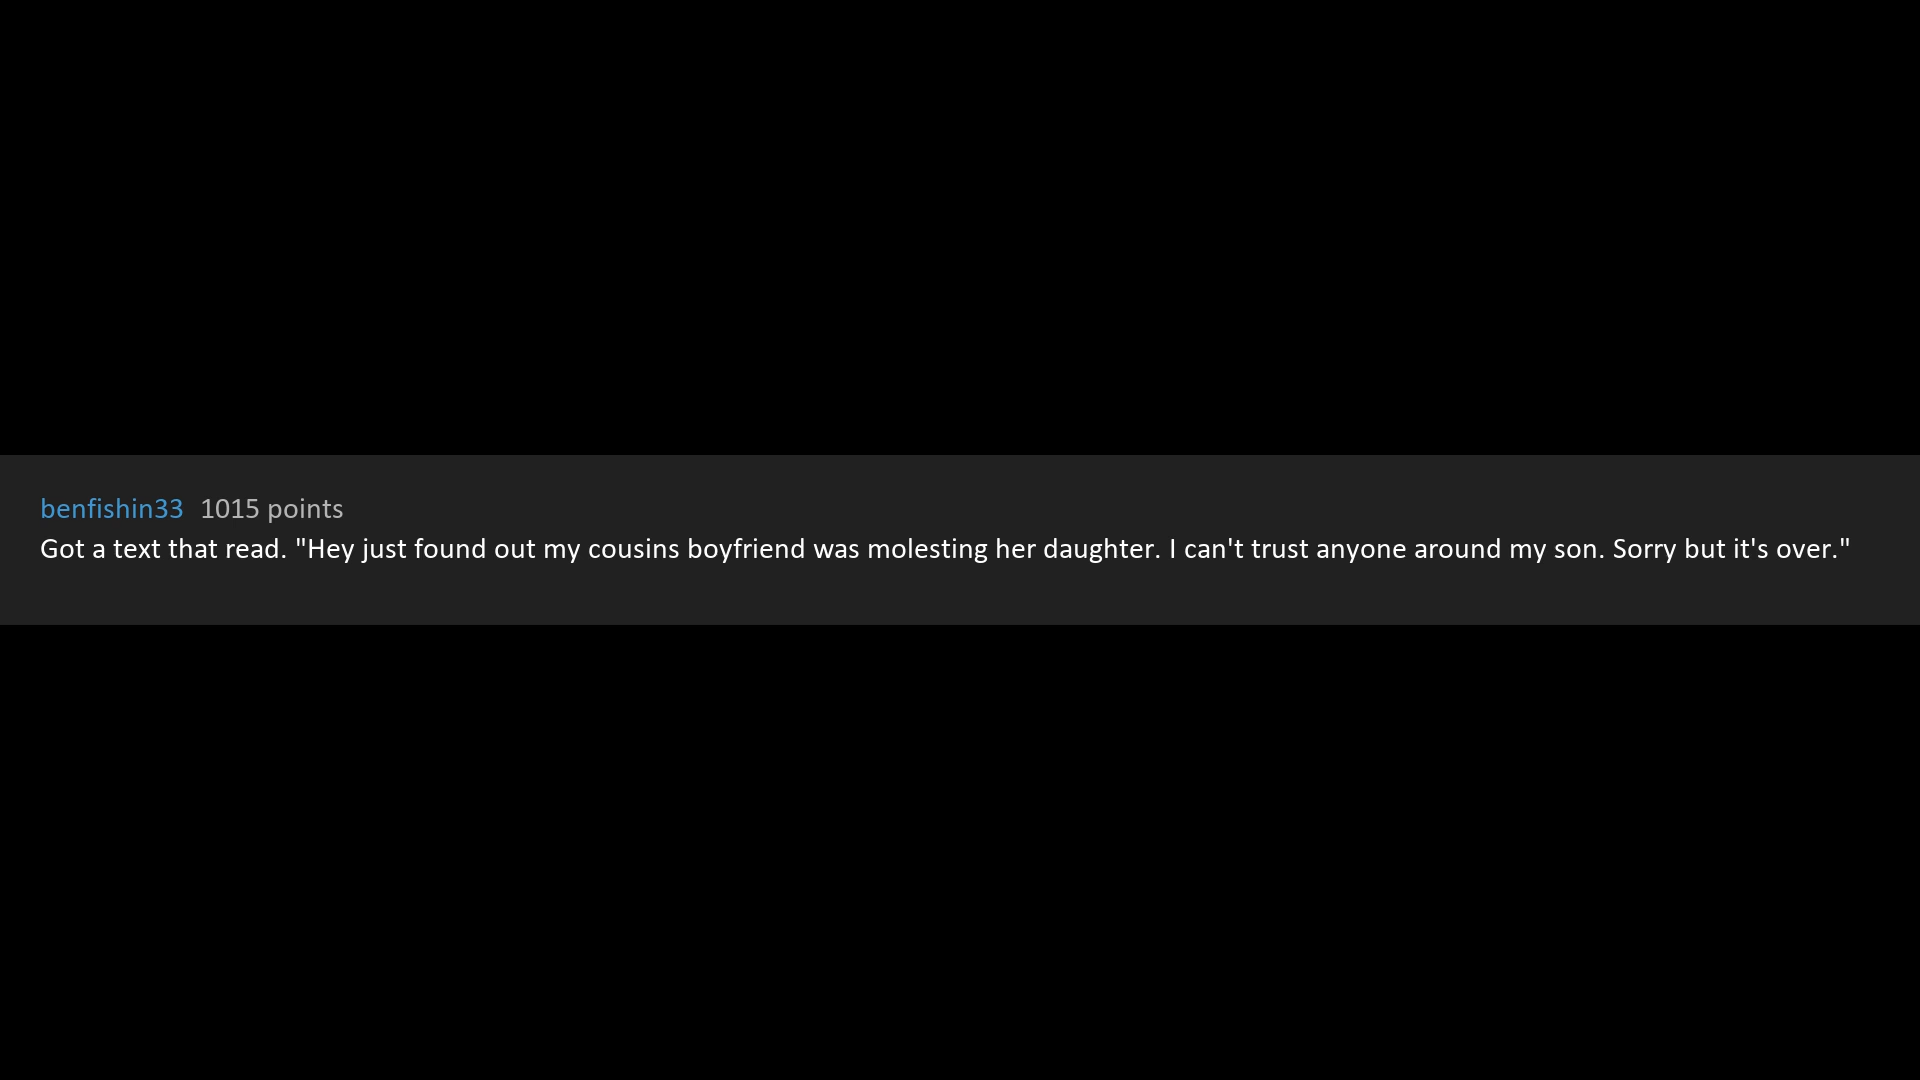 benfishin33 1015 points
Got a text that read. "Hey just found out my cousins boyfriend was molesting her daughter. I can't trust anyone around my son. Sorry but it's over."